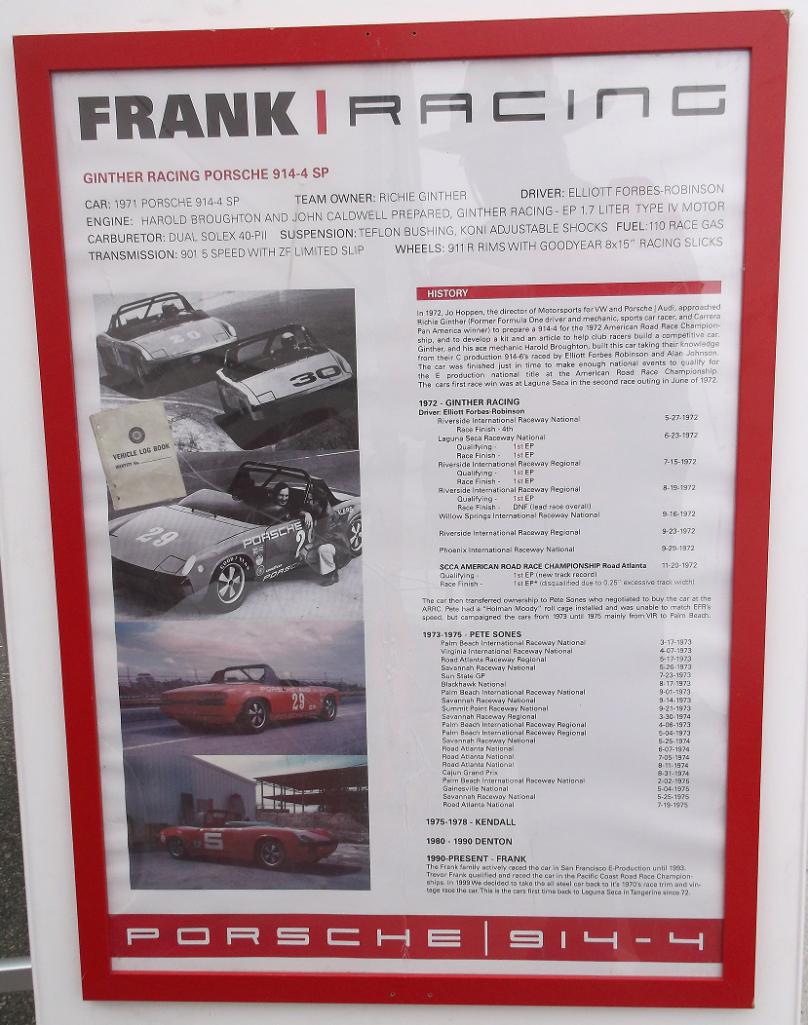 FRANK | RACING
GINTHER RACING PORSCHE 914-4 SP
CAR: 1971 PORSCHE 914-4 SP TEAM OWNER: RICHIE GINTHER DRIVER: ELLIOTT FORBES-ROBINSON
ENGINE: HAROLD BROUGHTON AND JOHN CALDWELL PREPARED, GINTHER RACING - EP 1.7 LITER TYPE IV MOTOR
CARBURETOR: DUAL SOLEX 40-PII SUSPENSION: TEFLON BUSHING, KONI ADJUSTABLE SHOCKS FUEL: 110 RACE GAS
TRANSMISSION: 901 5 SPEED WITH ZF LIMITED SLIP WHEELS: 911 R RIMS WITH GOODYEAR 8x15" RACING SLICKS
30
VEHICLE LOG BOOK
29
PORSCHE
29
PORSCHE AUDI
29
5
HISTORY
In 1972, Jo Hoppen, the director of Motorsports for VW and Porsche | Audi, approached
Richie Ginther (Former Formula One driver and mechanic, sports car racer, and Carrera
Pan America winner) to prepare a 914-4 for the 1972 American Road Race Champion-
ship, and to develop a kit and an article to help club racers build a competitive car.
Ginther, and his ace mechanic Harold Broughton, built this car taking their knowledge
from their C production 914-6's raced by Elliott Forbes Robinson and Alan Johnson.
The car was finished just in time to make enough national events to qualify for
the E production national title at the American Road Race Championship.
The cars first race win was at Laguna Seca in the second race outing in June of 1972.
1972 - GINTHER RACING
Driver: Elliott Forbes-Robinson
Riverside International Raceway National 5-27-1972
Race Finish - 4th
Laguna Seca Raceway National 6-23-1972
Qualifying - 1st EP
Race Finish - 1st EP
Riverside International Raceway Regional 7-15-1972
Qualifying - 1st EP
Race Finish - 1st EP
Riverside International Raceway Regional 8-19-1972
Qualifying - 1st EP
Race Finish - DNF (lead race overall)
Willow Springs International Raceway National 9-16-1972
Riverside International Raceway Regional 9-23-1972
Phoenix International Raceway National 9-29-1972
SCCA AMERICAN ROAD RACE CHAMPIONSHIP Road Atlanta 11-20-1972
Qualifying - 1st EP (new track record)
Race Finish - 1st EP* (disqualified due to 0.25" excessive track width)
The car then transferred ownership to Pete Sones who negotiated to buy the car at the
ARRC. Pete had a "Holman Moody" roll cage installed and was unable to match EFR's
speed, but campaigned the cars from 1973 until 1975 mainly from VIR to Palm Beach.
1973-1975 - PETE SONES
Palm Beach International Raceway National 3-17-1973
Virginia International Raceway National 4-07-1973
Road Atlanta Raceway Regional 5-17-1973
Savannah Raceway National 5-26-1973
Sun State GP 7-23-1973
Blackhawk National 8-17-1973
Palm Beach International Raceway National 9-01-1973
Savannah Raceway National 9-14-1973
Summit Point Raceway National 9-21-1973
Savannah Raceway Regional 3-30-1974
Palm Beach International Raceway Regional 4-06-1973
Palm Beach International Raceway Regional 5-04-1973
Savannah Raceway National 5-25-1974
Road Atlanta National 6-07-1974
Road Atlanta National 7-05-1974
Road Atlanta National 8-11-1974
Cajun Grand Prix 8-31-1974
Palm Beach International Raceway National 2-02-1975
Gainesville National 5-04-1975
Savannah Raceway National 5-25-1975
Road Atlanta National 7-19-1975
1975-1978 - KENDALL
1980 - 1990 DENTON
1990-PRESENT - FRANK
The Frank family actively raced the car in San Francisco E-Production until 1993.
Trevor Frank qualified and raced the car in the Pacific Coast Road Race Champion-
ships. In 1999 We decided to take the all steel car back to it's 1970's race trim and vin-
tage race the car. This is the cars first time back to Laguna Seca in Tangerine since 72.
PORSCHE | 914-4